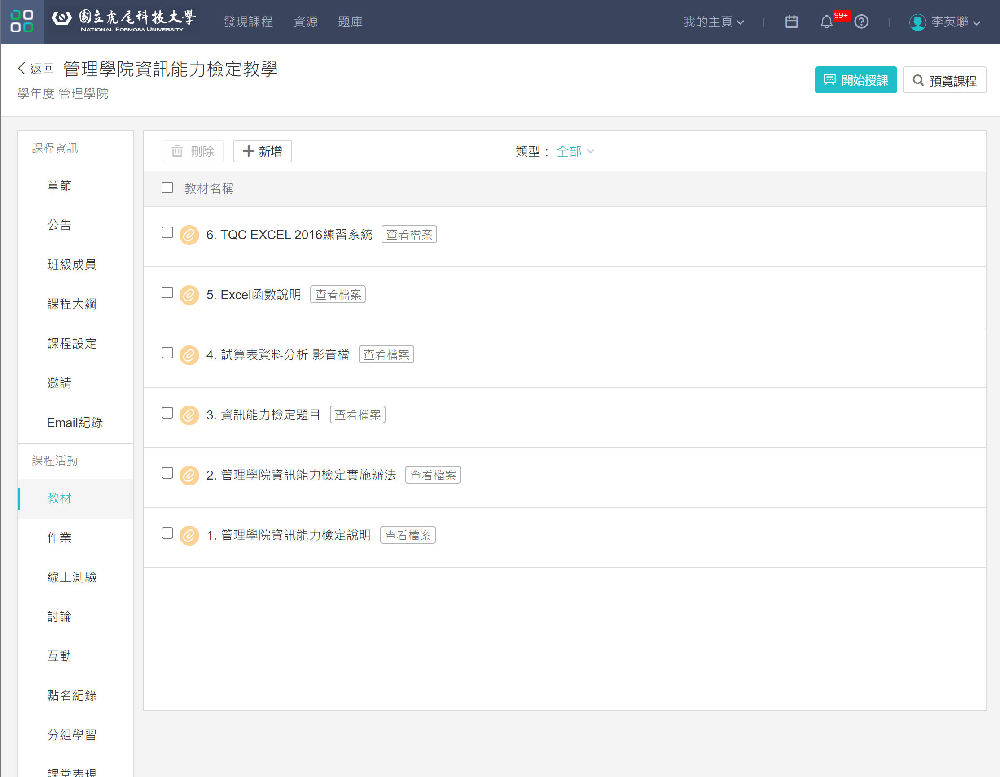 國立虎尾科技大學
NATIONAL FORMOSA UNIVERSITY
發現課程 資源 題庫
我的主頁 99+ 李英聯
返回 管理學院資訊能力檢定教學
學年度 管理學院
開始授課 預覽課程
課程資訊
章節
公告
班級成員
課程大綱
課程設定
邀請
Email紀錄
課程活動
教材
作業
線上測驗
討論
互動
點名紀錄
分組學習
課堂表現
刪除 新增 類型： 全部
教材名稱
6. TQC EXCEL 2016練習系統 查看檔案
5. Excel函數說明 查看檔案
4. 試算表資料分析 影音檔 查看檔案
3. 資訊能力檢定題目 查看檔案
2. 管理學院資訊能力檢定實施辦法 查看檔案
1. 管理學院資訊能力檢定說明 查看檔案